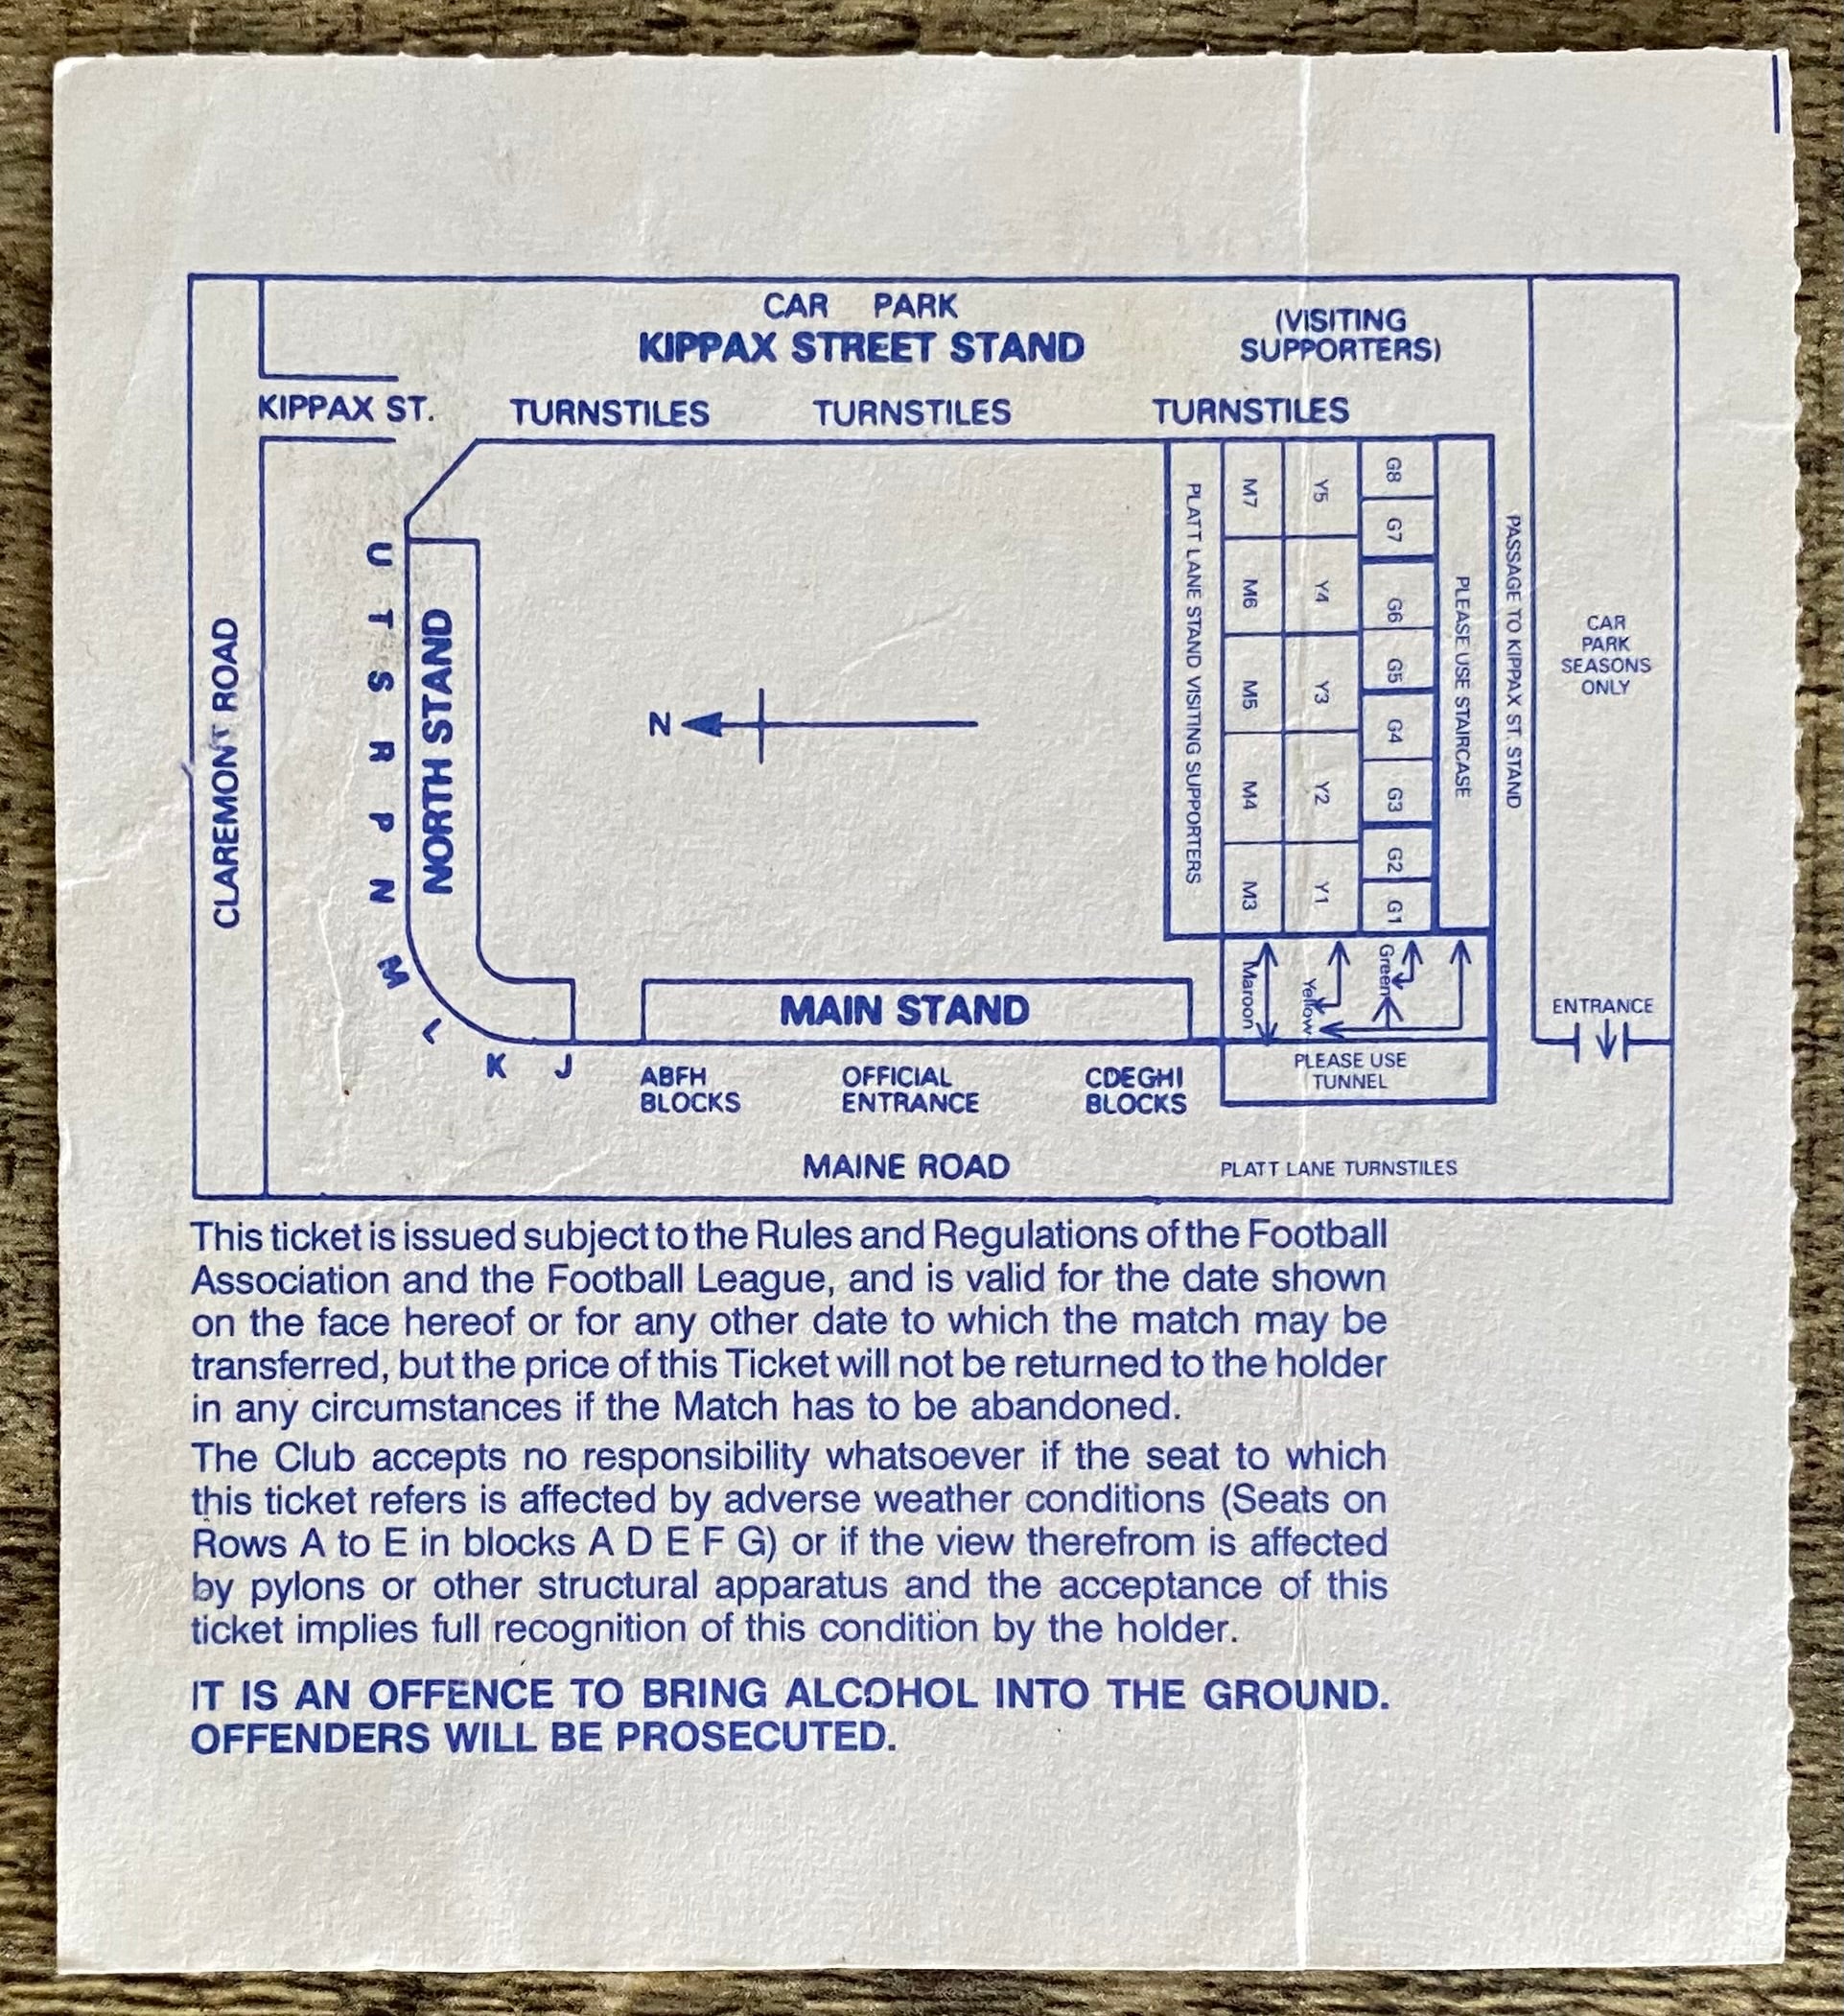 CAR PARK
KIPPAX STREET STAND
(VISITING
SUPPORTERS)
KIPPAX ST.
TURNSTILES
TURNSTILES
TURNSTILES
CLAREMONT ROAD
U
T
S
R
P
N
M
L
K
J
NORTH STAND
N
PLATT LANE STAND VISITING SUPPORTERS
M7
M6
M5
M4
M3
Y5
Y4
Y3
Y2
Y1
G8
G7
G6
G5
G4
G3
G2
G1
PLEASE USE STAIRCASE
PASSAGE TO KIPPAX ST. STAND
CAR
PARK
SEASONS
ONLY
ENTRANCE
Maroon
Yellow
Green
MAIN STAND
PLEASE USE
TUNNEL
ABFH
BLOCKS
OFFICIAL
ENTRANCE
CDEGHI
BLOCKS
MAINE ROAD
PLATT LANE TURNSTILES
This ticket is issued subject to the Rules and Regulations of the Football
Association and the Football League, and is valid for the date shown
on the face hereof or for any other date to which the match may be
transferred, but the price of this Ticket will not be returned to the holder
in any circumstances if the Match has to be abandoned.
The Club accepts no responsibility whatsoever if the seat to which
this ticket refers is affected by adverse weather conditions (Seats on
Rows A to E in blocks A D E F G) or if the view therefrom is affected
by pylons or other structural apparatus and the acceptance of this
ticket implies full recognition of this condition by the holder.
IT IS AN OFFENCE TO BRING ALCOHOL INTO THE GROUND.
OFFENDERS WILL BE PROSECUTED.